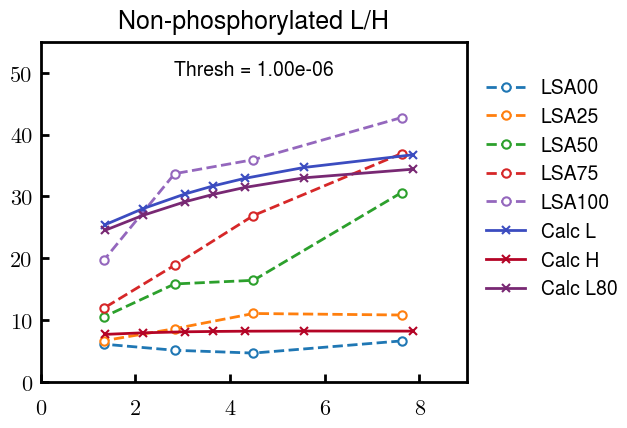 Non-phosphorylated L/H
Thresh = 1.00e-06
50
40
30
20
10
0
0 2 4 6 8
LSA00
LSA25
LSA50
LSA75
LSA100
Calc L
Calc H
Calc L80